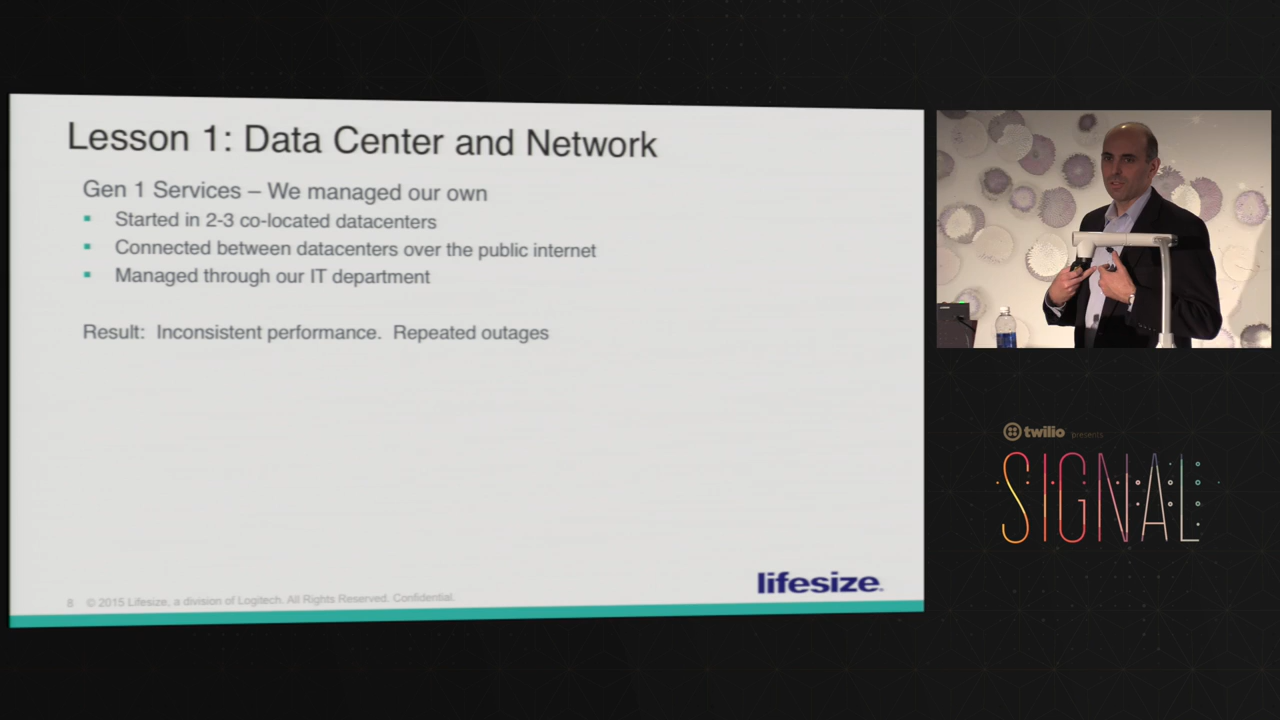 Lesson 1: Data Center and Network
Gen 1 Services – We managed our own
Started in 2-3 co-located datacenters
Connected between datacenters over the public internet
Managed through our IT department
Result: Inconsistent performance. Repeated outages
8 © 2015 Lifesize, a division of Logitech. All Rights Reserved. Confidential.
lifesize.
twilio presents
SIGNAL